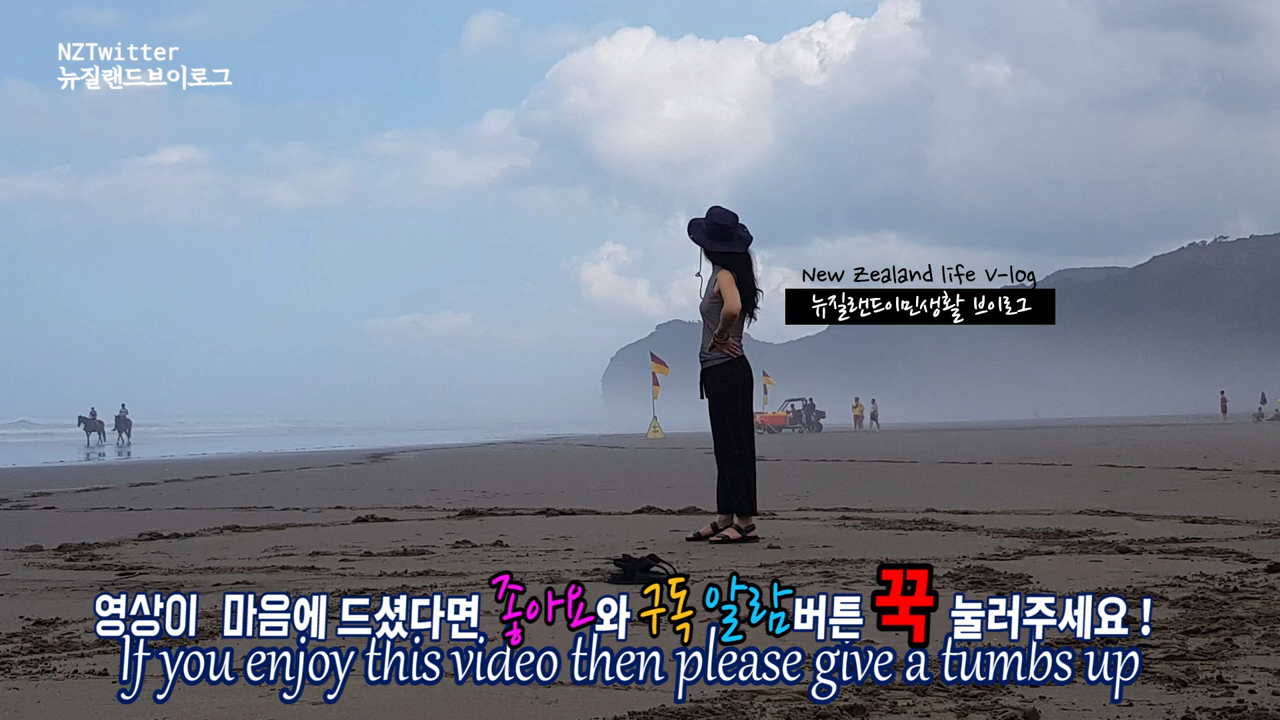 NZTwitter
뉴질랜드브이로그
New Zealand life V-log
뉴질랜드이민생활 브이로그
영상이 마음에 드셨다면 좋아요와 구독 알람버튼 꾹 눌러주세요 !
If you enjoy this video then please give a tumbs up